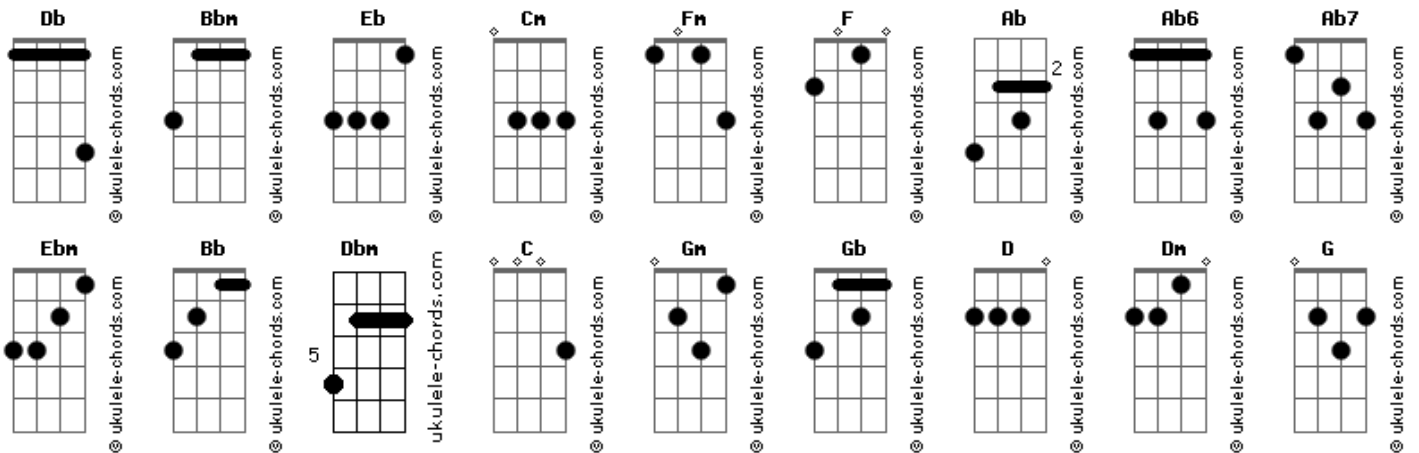 Db Bbm Eb Cm Fm F Ab Ab6 Ab7
© ukulele-chords.com © ukulele-chords.com © ukulele-chords.com © ukulele-chords.com © ukulele-chords.com © ukulele-chords.com 2 © ukulele-chords.com © ukulele-chords.com © ukulele-chords.com
Ebm Bb Dbm C Gm Gb D Dm G
© ukulele-chords.com © ukulele-chords.com 5 ukulele-chords.com © ukulele-chords.com © ukulele-chords.com © ukulele-chords.com © ukulele-chords.com © ukulele-chords.com © ukulele-chords.com